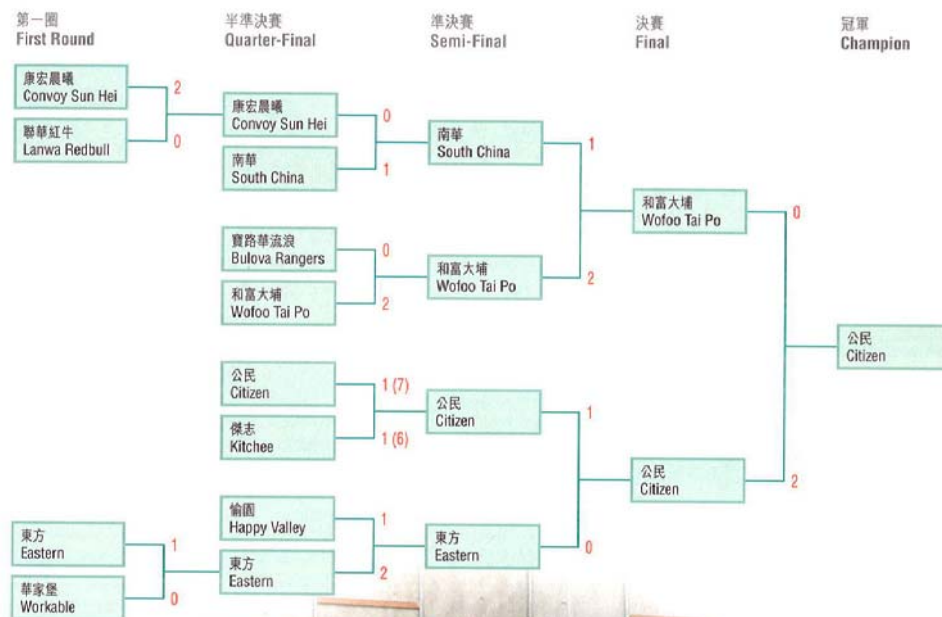 第一圈
First Round
半準決賽
Quarter-Final
準決賽
Semi-Final
決賽
Final
冠軍
Champion
康宏晨曦
Convoy Sun Hei
2
聯華紅牛
Lanwa Redbull
0
東方
Eastern
1
華家堡
Workable
0
康宏晨曦
Convoy Sun Hei
0
南華
South China
1
寶路華流浪
Bulova Rangers
0
和富大埔
Wofoo Tai Po
2
公民
Citizen
1 (7)
傑志
Kitchee
1 (6)
愉園
Happy Valley
1
東方
Eastern
2
南華
South China
1
和富大埔
Wofoo Tai Po
2
公民
Citizen
1
東方
Eastern
0
和富大埔
Wofoo Tai Po
0
公民
Citizen
2
公民
Citizen